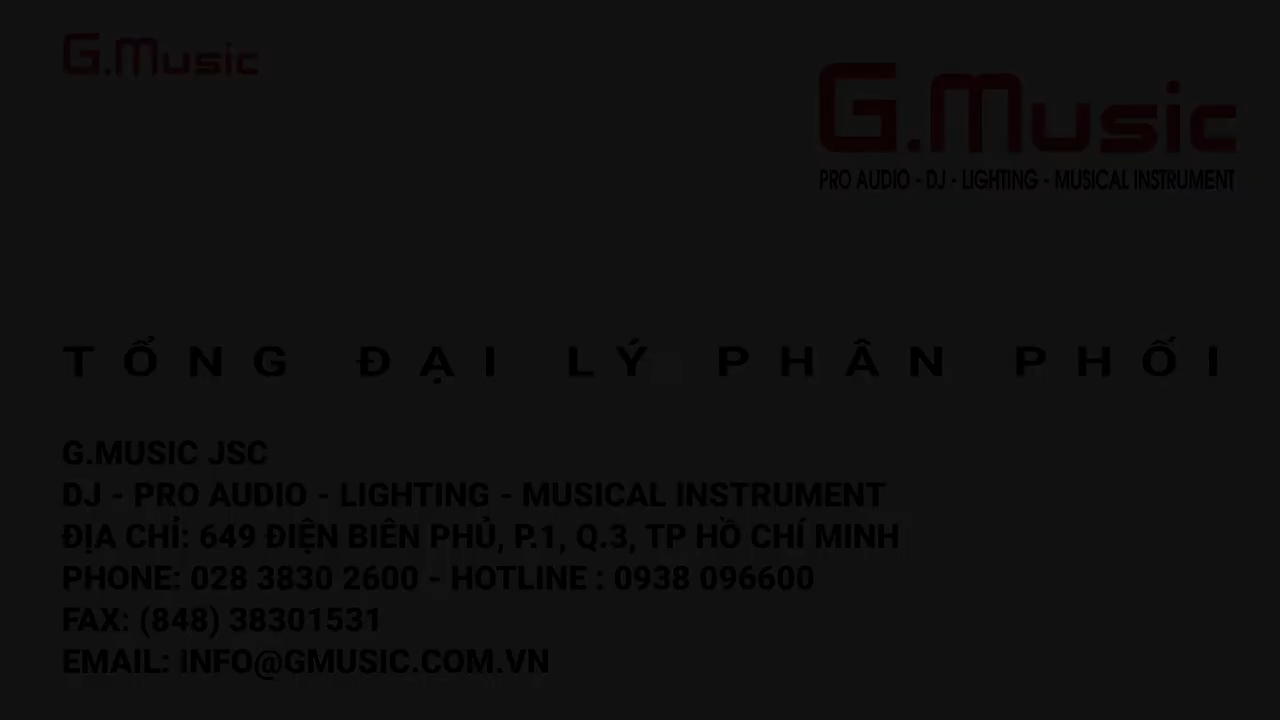 G.Music
G.Music
PRO AUDIO - DJ - LIGHTING - MUSICAL INSTRUMENT
TỔNG ĐẠI LÝ PHÂN PHỐI
G.MUSIC JSC
DJ - PRO AUDIO - LIGHTING - MUSICAL INSTRUMENT
ĐỊA CHỈ: 649 ĐIỆN BIÊN PHỦ, P.1, Q.3, TP HỒ CHÍ MINH
PHONE: 028 3830 2600 - HOTLINE : 0938 096600
FAX: (848) 38301531
EMAIL: INFO@GMUSIC.COM.VN